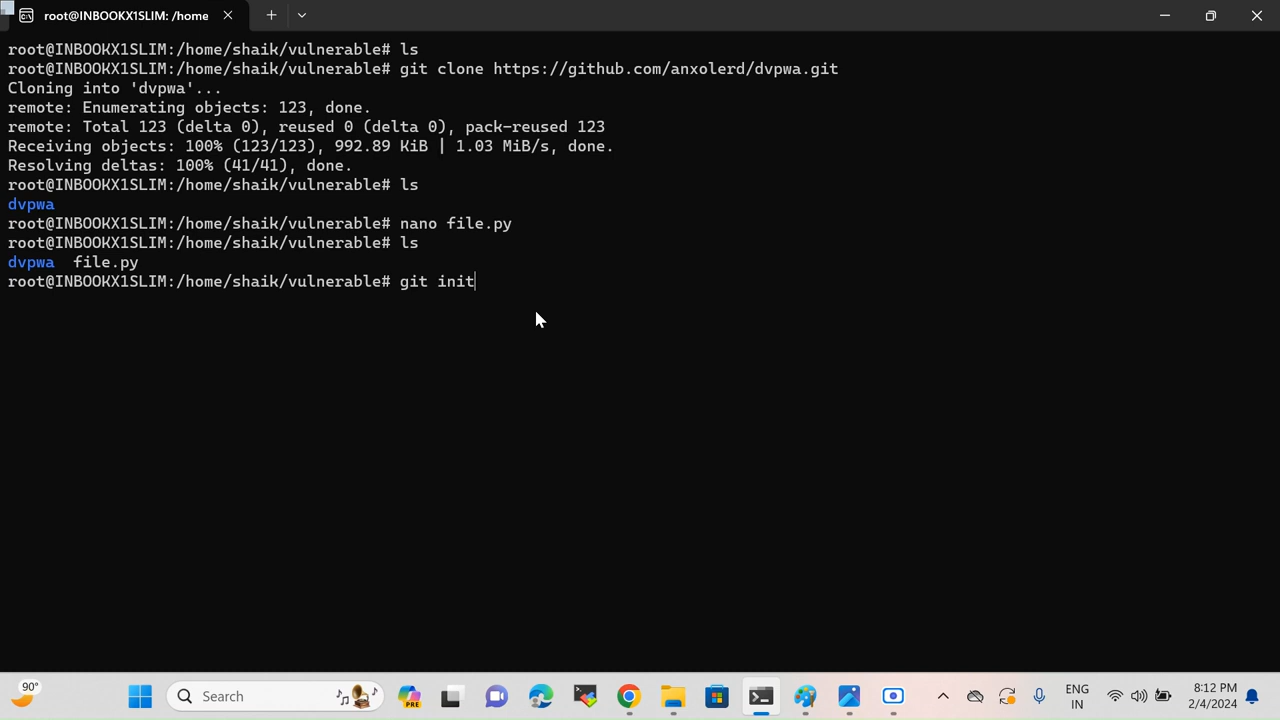 root@INBOOKX1SLIM: /home
root@INBOOKX1SLIM:/home/shaik/vulnerable# ls
root@INBOOKX1SLIM:/home/shaik/vulnerable# git clone https://github.com/anxolerd/dvpwa.git
Cloning into 'dvpwa'...
remote: Enumerating objects: 123, done.
remote: Total 123 (delta 0), reused 0 (delta 0), pack-reused 123
Receiving objects: 100% (123/123), 992.89 KiB | 1.03 MiB/s, done.
Resolving deltas: 100% (41/41), done.
root@INBOOKX1SLIM:/home/shaik/vulnerable# ls
dvpwa
root@INBOOKX1SLIM:/home/shaik/vulnerable# nano file.py
root@INBOOKX1SLIM:/home/shaik/vulnerable# ls
dvpwa  file.py
root@INBOOKX1SLIM:/home/shaik/vulnerable# git init
90°
Search
PRE
ENG
IN
8:12 PM
2/4/2024